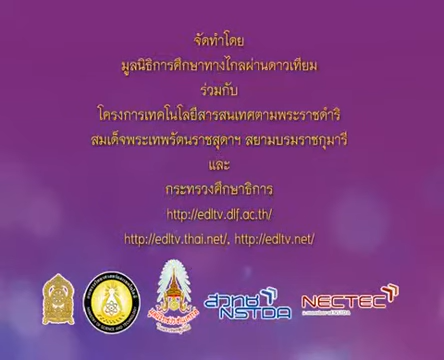 จัดทำโดย
มูลนิธิการศึกษาทางไกลผ่านดาวเทียม
ร่วมกับ
โครงการเทคโนโลยีสารสนเทศตามพระราชดำริ
สมเด็จพระเทพรัตนราชสุดาฯ สยามบรมราชกุมารี
และ
กระทรวงศึกษาธิการ
http://edltv.dlf.ac.th/
http://edltv.thai.net/, http://edltv.net/
สวทช
NSTDA
NECTEC
a member of NSTDA